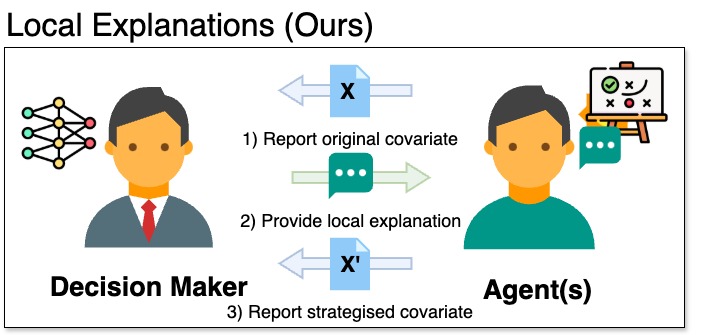 Local Explanations (Ours)
X
1) Report original covariate
2) Provide local explanation
X'
Decision Maker
Agent(s)
3) Report strategised covariate